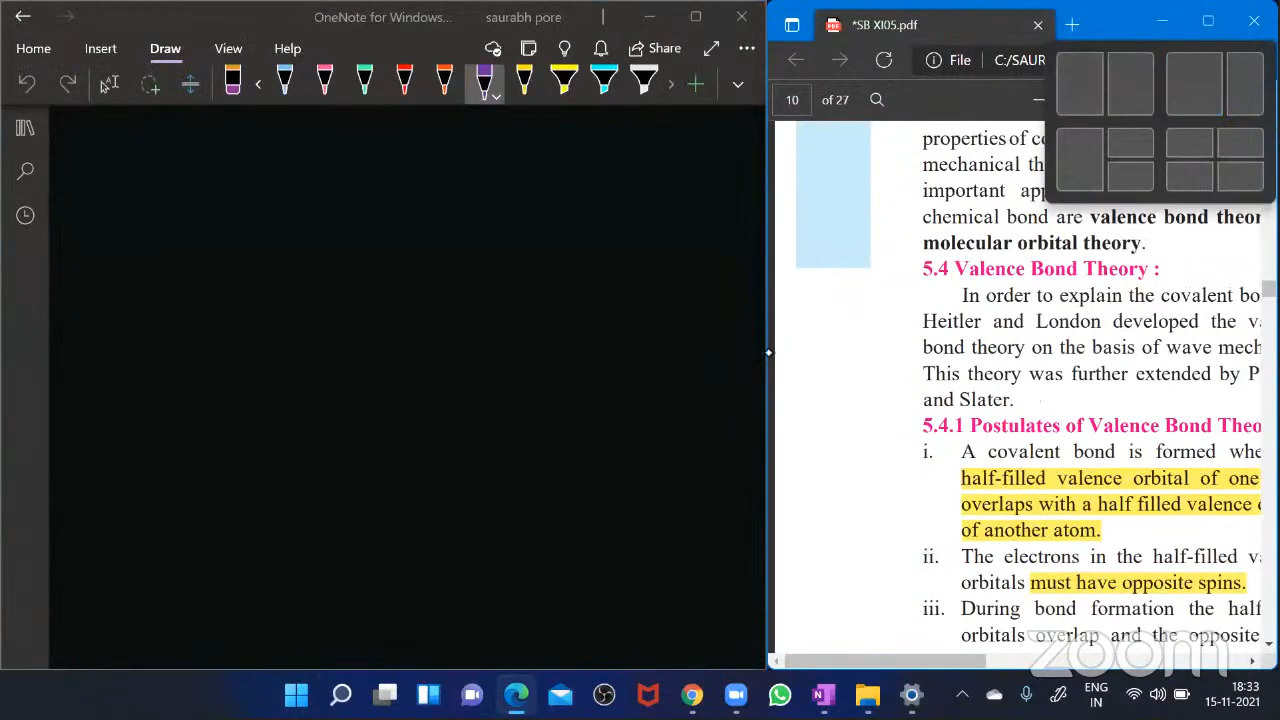 OneNote for Windows... saurabh pore
Home Insert Draw View Help Share
*SB XI05.pdf
File C:/SAUR
10 of 27
properties of co
mechanical th
important app
chemical bond are valence bond theor
molecular orbital theory.
5.4 Valence Bond Theory :
In order to explain the covalent bo
Heitler and London developed the va
bond theory on the basis of wave mech
This theory was further extended by P
and Slater.
5.4.1 Postulates of Valence Bond Theo
i. A covalent bond is formed whe
half-filled valence orbital of one
overlaps with a half filled valence o
of another atom.
ii. The electrons in the half-filled va
orbitals must have opposite spins.
iii. During bond formation the half
orbitals overlap and the opposite
zoom
ENG
IN
18:33
15-11-2021